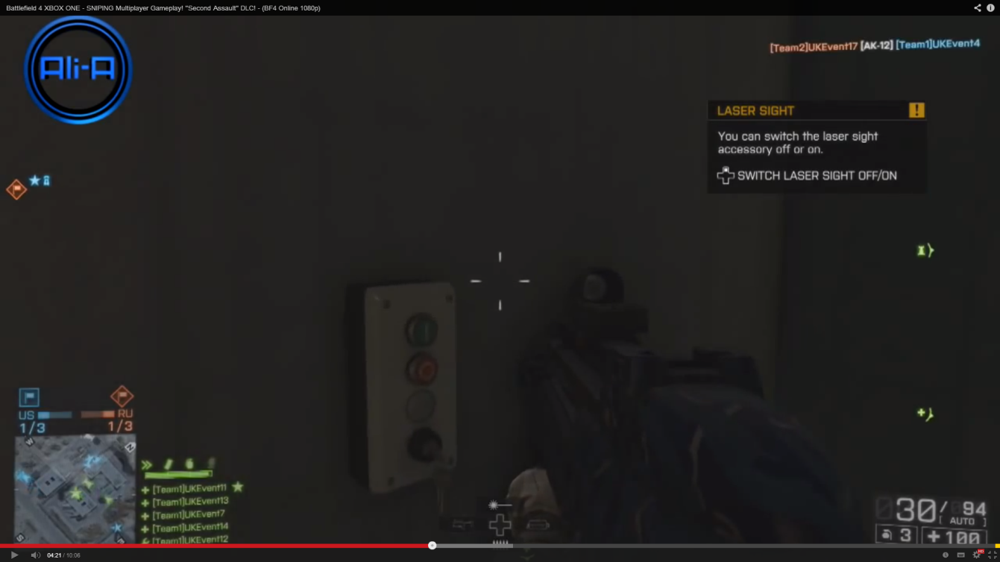 Battlefield 4 XBOX ONE - SNIPING Multiplayer Gameplay! "Second Assault" DLC! - (BF4 Online 1080p)
Ali-A
[Team2]UKEvent17 [AK-12] [Team1]UKEvent4
LASER SIGHT !
You can switch the laser sight
accessory off or on.
SWITCH LASER SIGHT OFF/ON
US RU
1/3 1/3
W N
[Team1]UKEvent11
[Team1]UKEvent13
[Team1]UKEvent7
[Team1]UKEvent14
[Team1]UKEvent12
S
030/094
[AUTO]
3 +100
04:21 / 10:06
HD